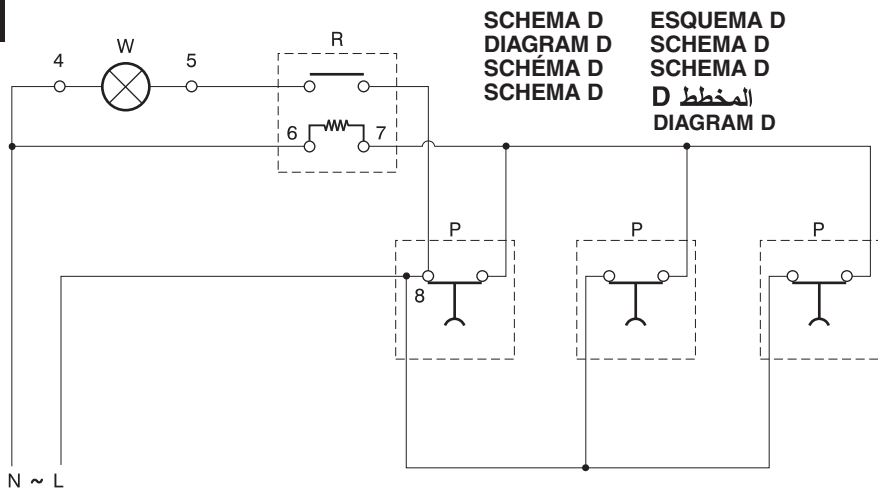 SCHEMA D
DIAGRAM D
SCHÉMA D
SCHEMA D
ESQUEMA D
SCHEMA D
SCHEMA D
المخطط D
DIAGRAM D
4 W 5 R
6 7
P P P
8
N ~ L